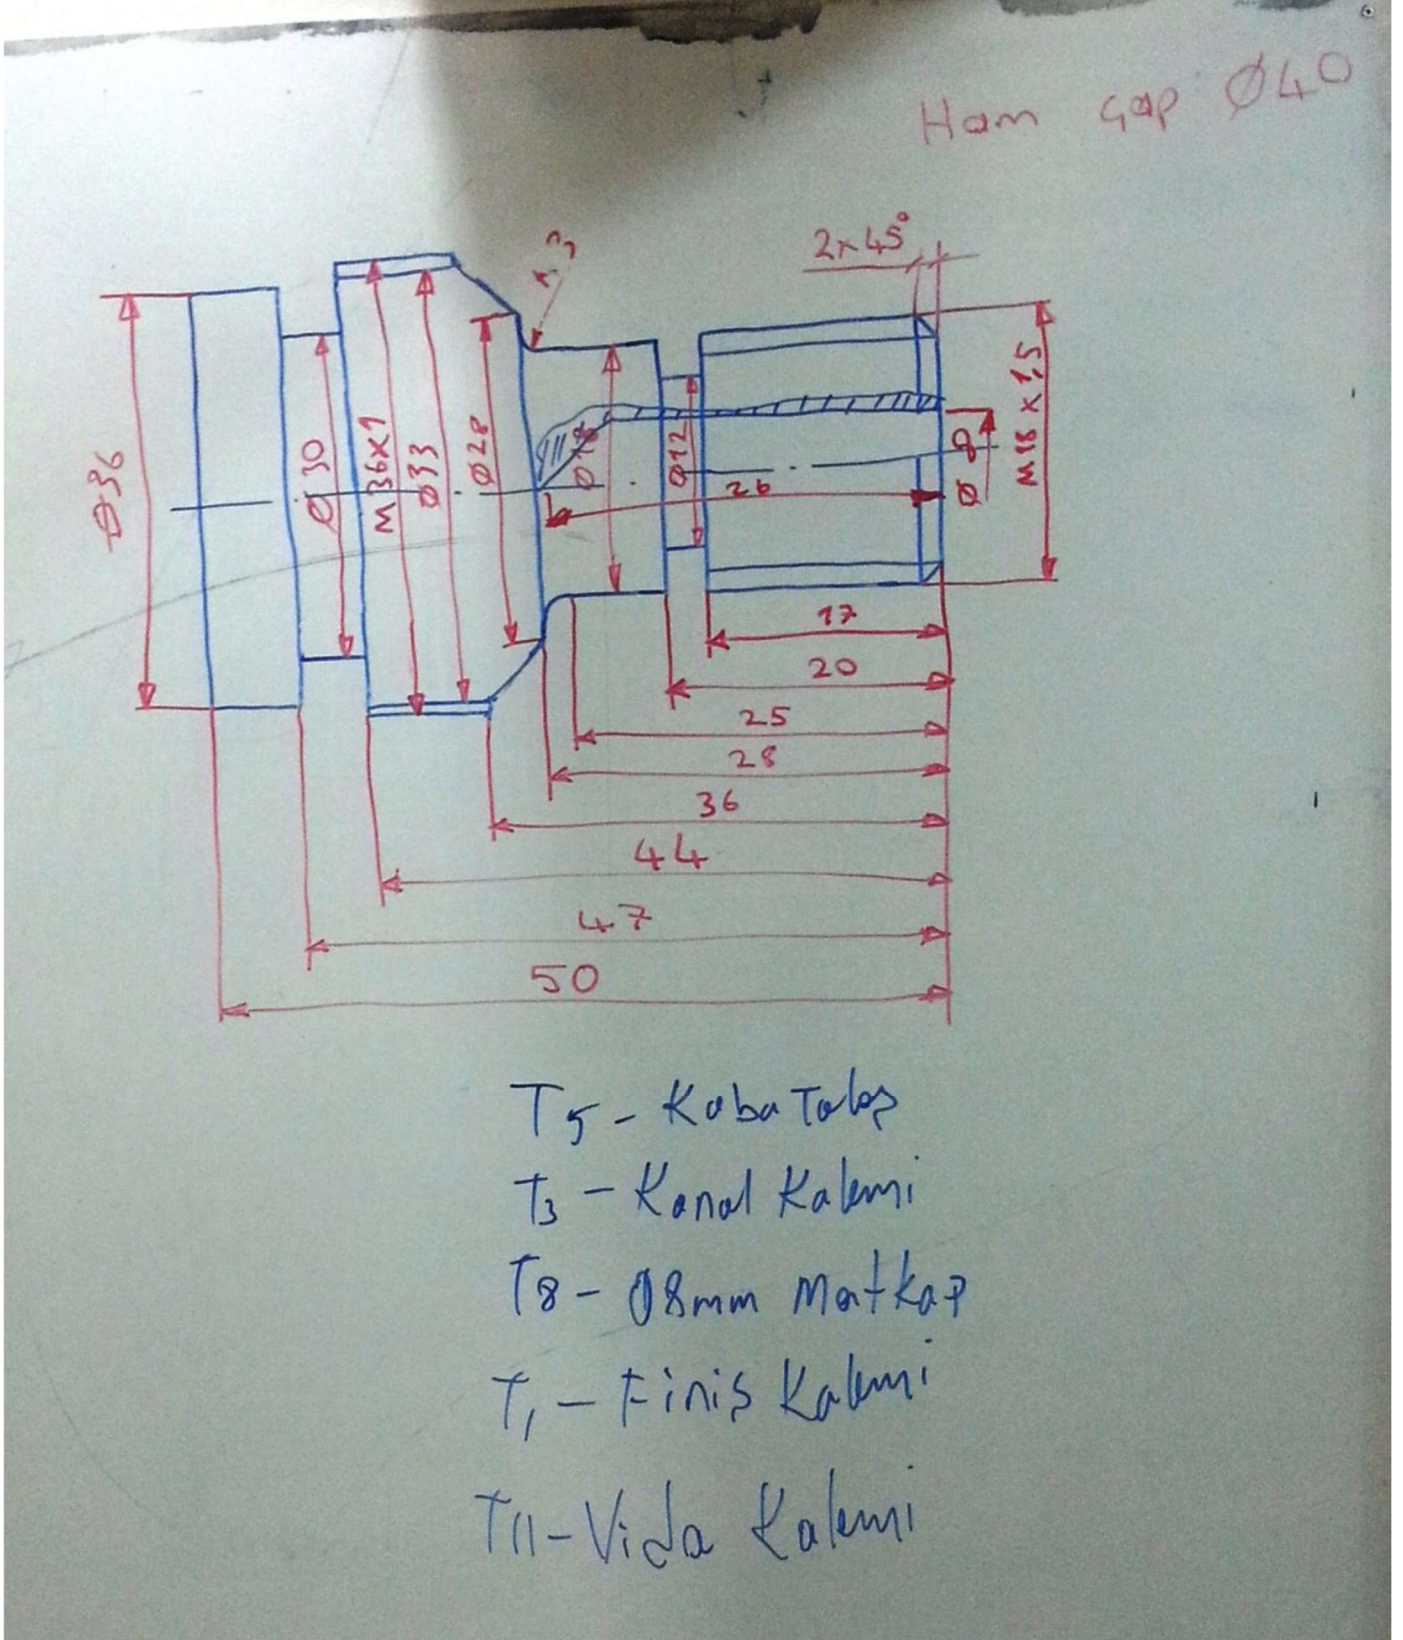 Ham çap Ø40
2x45°
R3
Ø36
Ø30
M36x1
Ø33
Ø28
Ø12
26
Ø8
M18x1,5
17
20
25
28
36
44
47
50
T5 - Kaba Talaş
T3 - Kanal Kalemi
T8 - Ø8mm Matkap
T1 - Finiş Kalemi
T11 - Vida Kalemi